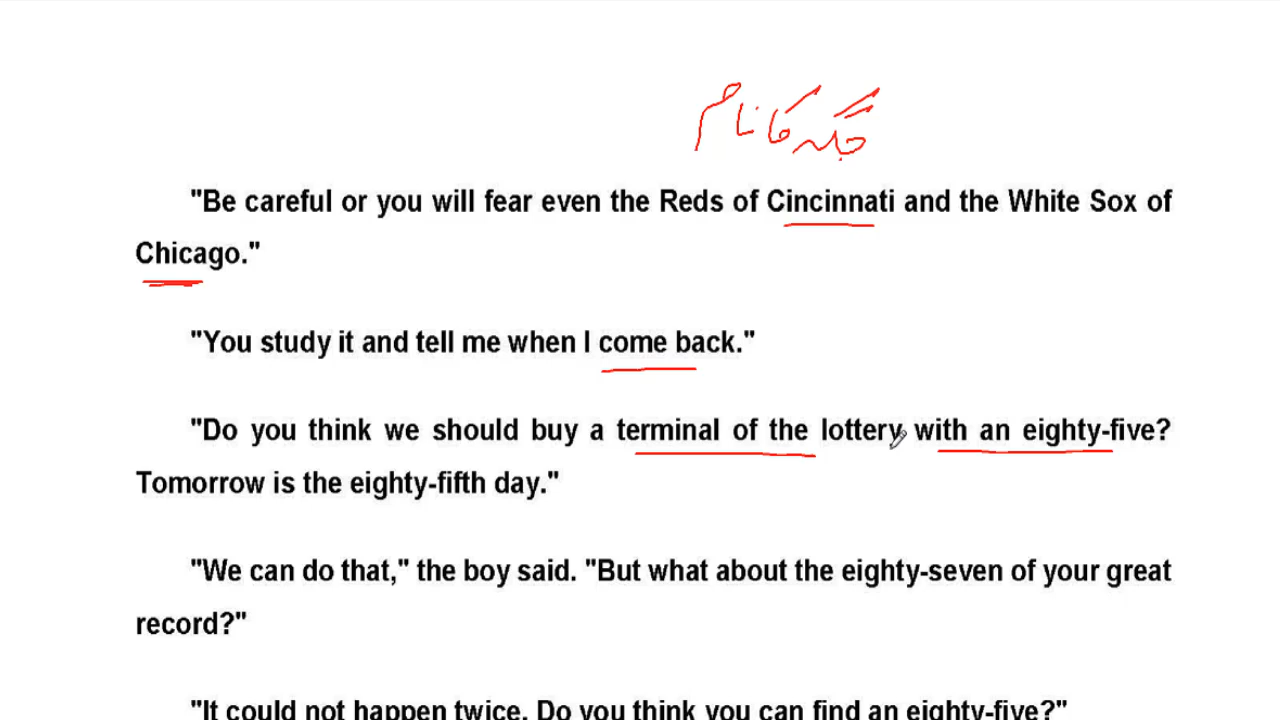 جگہ کا نام
"Be careful or you will fear even the Reds of Cincinnati and the White Sox of
Chicago."
"You study it and tell me when I come back."
"Do you think we should buy a terminal of the lottery with an eighty-five?
Tomorrow is the eighty-fifth day."
"We can do that," the boy said. "But what about the eighty-seven of your great
record?"
"It could not happen twice. Do you think you can find an eighty-five?"